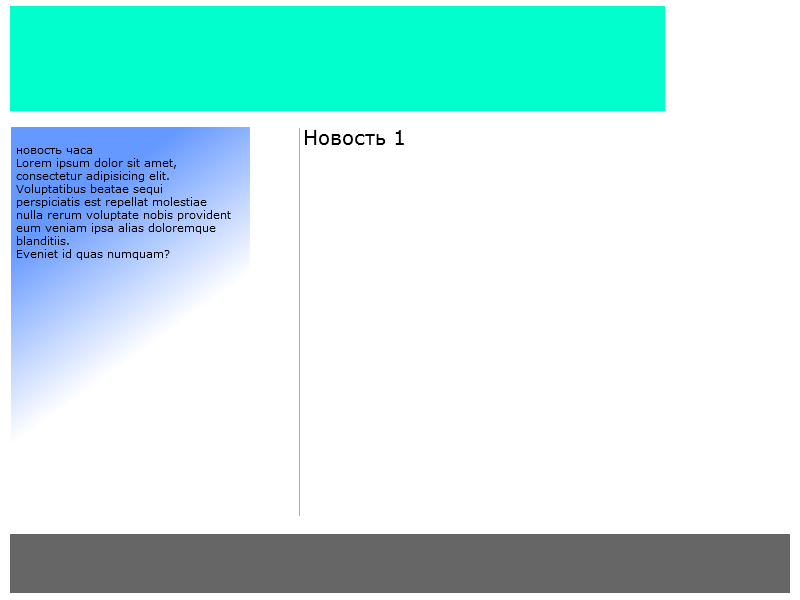 новость часа
Lorem ipsum dolor sit amet,
consectetur adipisicing elit.
Voluptatibus beatae sequi
perspiciatis est repellat molestiae
nulla rerum voluptate nobis provident
eum veniam ipsa alias doloremque
blanditiis.
Eveniet id quas numquam?
Новость 1